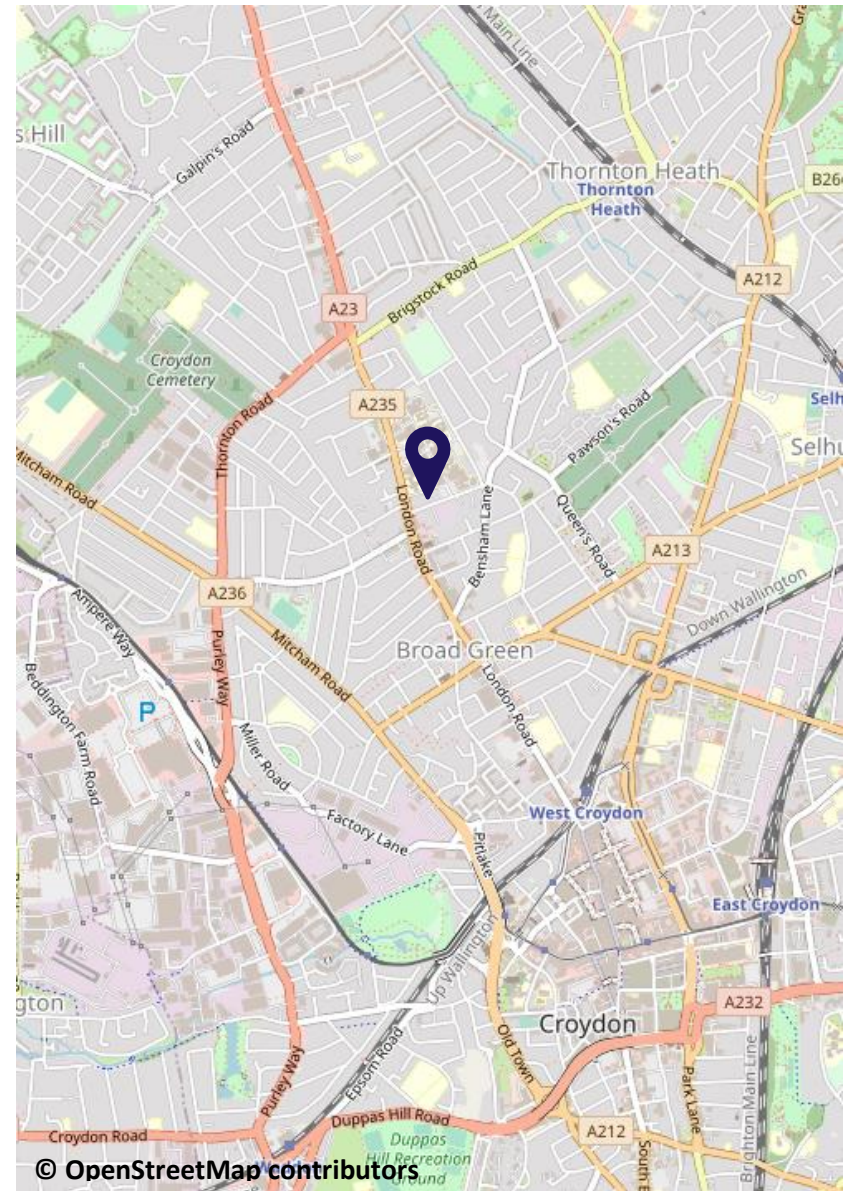 Main Line
Gra
s Hill
Galpin's Road
Thornton Heath
Thornton
Heath
B26
A212
A23
Brigstock Road
Croydon
Cemetery
A235
Selh
Thornton Road
Pawson's Road
Selhu
Mitcham Road
London Road
Bensham Lane
Queen's Road
A213
A236
Down Wallington
Ampere Way
Purley Way
Mitcham Road
Broad Green
Beddington Farm Road
London Road
P
Miller Road
West Croydon
Factory Lane
Pitlake
East Croydon
Up Wallington
gton
A232
Croydon
Old Town
Epsom Road
Purley Way
Park Lane
Brighton Main Line
Duppas Hill Road
Croydon Road
A212
Duppas
Hill Recreation
Ground
South E
© OpenStreetMap contributors